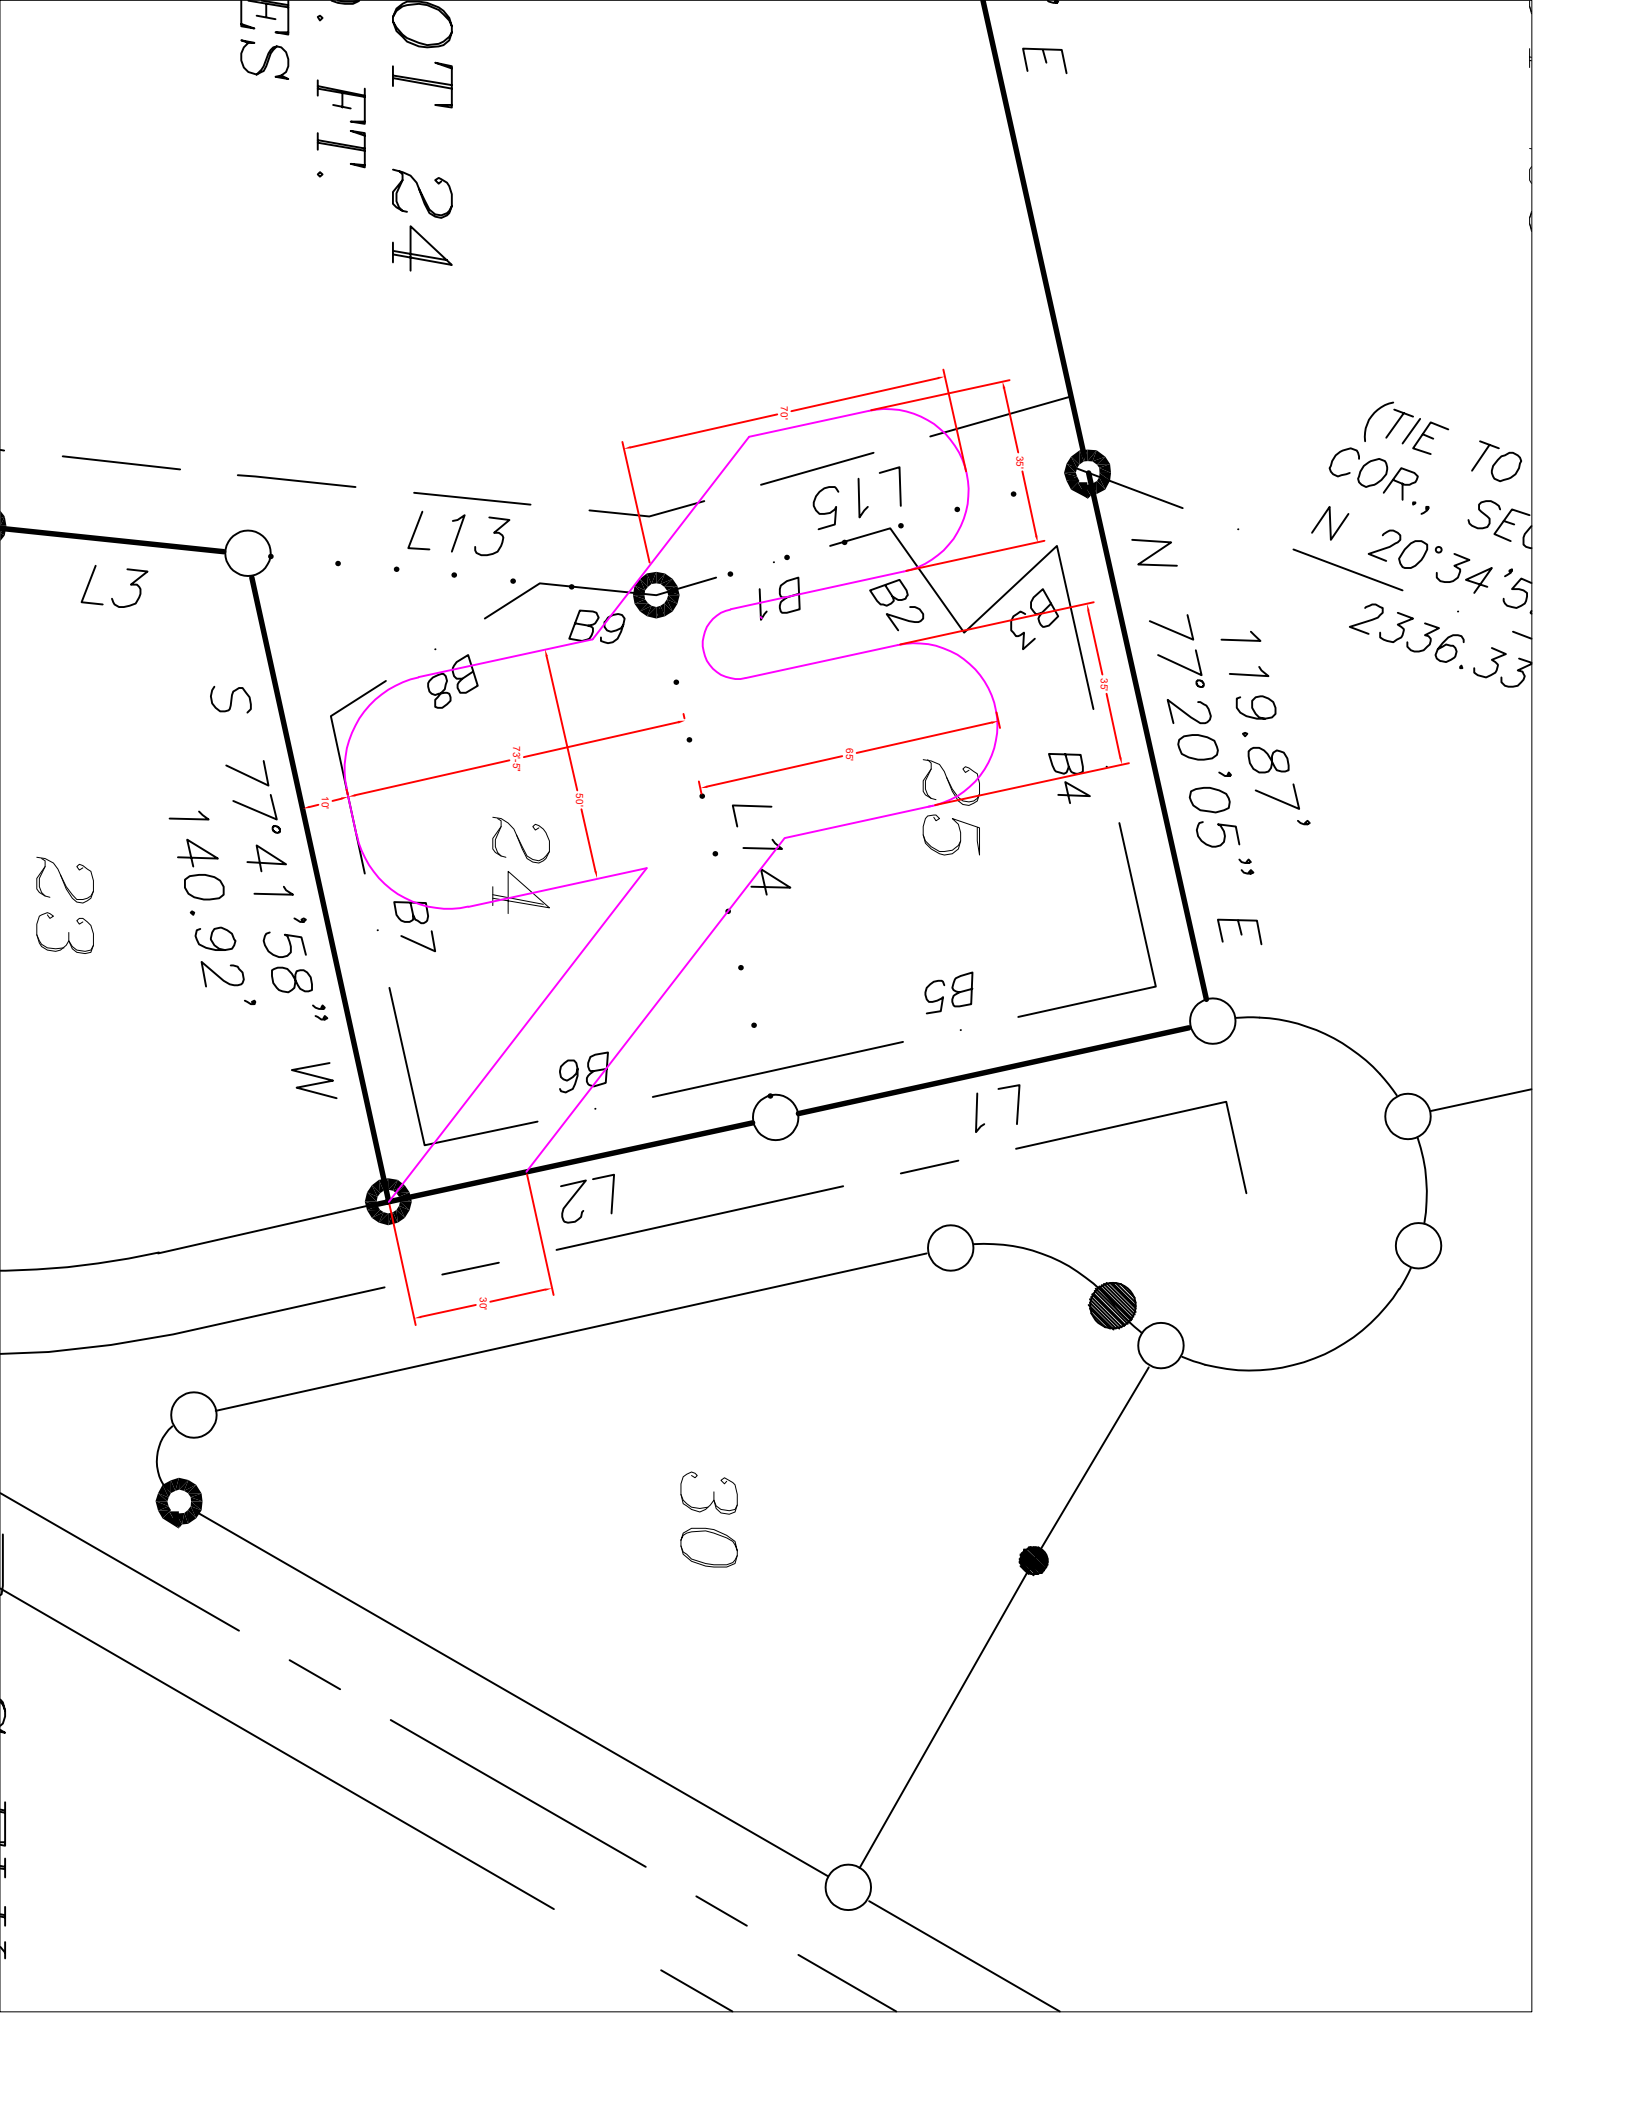 OT 24
. FT.
ES
E
(TIE TO
COR., SE
N 20°34'5
2336.33
119.87'
N 77°20'05" E
L15
L13
L3
B1
B2
B3
B4
B5
B6
B7
B8
B9
L14
L1
L2
S 77°41'58" W
140.92'
23
24
25
30
70'
35'
35'
65'
73'-5"
50'
10'
30'